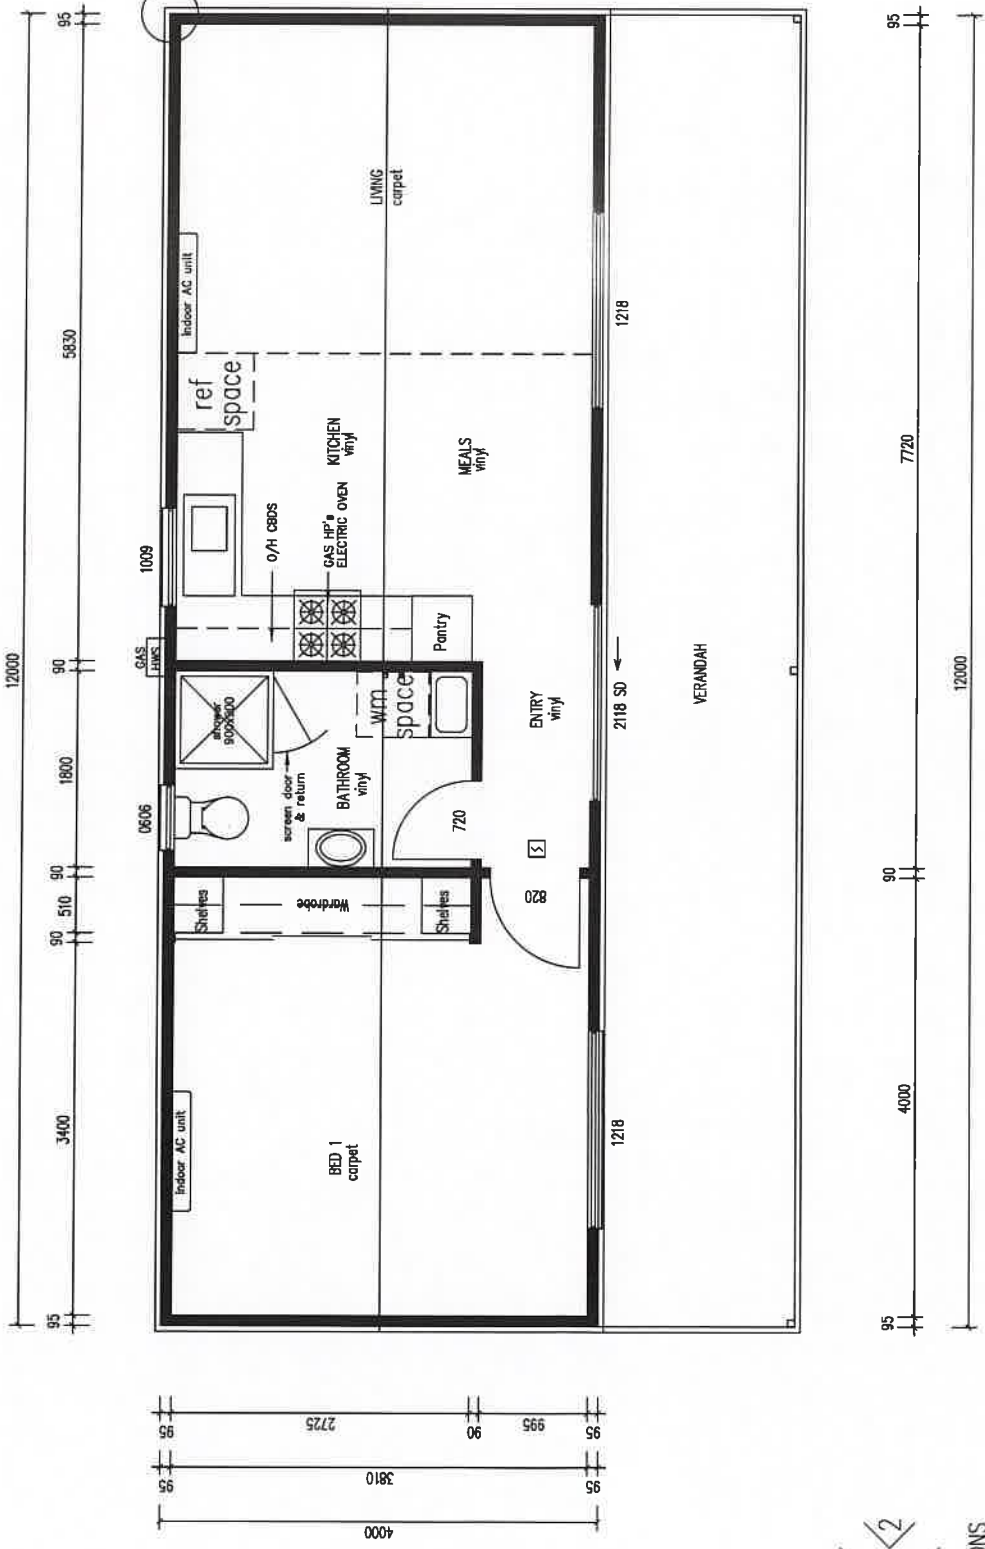 12000
95
3400
90
510
90
1800
90
5830
95
0606
GAS
HWS
1009
Indoor AC unit
BED 1
carpet
Shelves
Wardrobe
Shelves
shower
900x900
screen door
& return
BATHROOM
vinyl
wm
space
720
820
S
ENTRY
vinyl
Pantry
O/H CBDS
GAS HP's
ELECTRIC OVEN
KITCHEN
vinyl
MEALS
vinyl
ref
space
Indoor AC unit
LIVING
carpet
1218
2118 SD
1218
VERANDAH
95
4000
90
7720
95
12000
95
2725
90
995
95
95
3810
95
4000
2
ONS